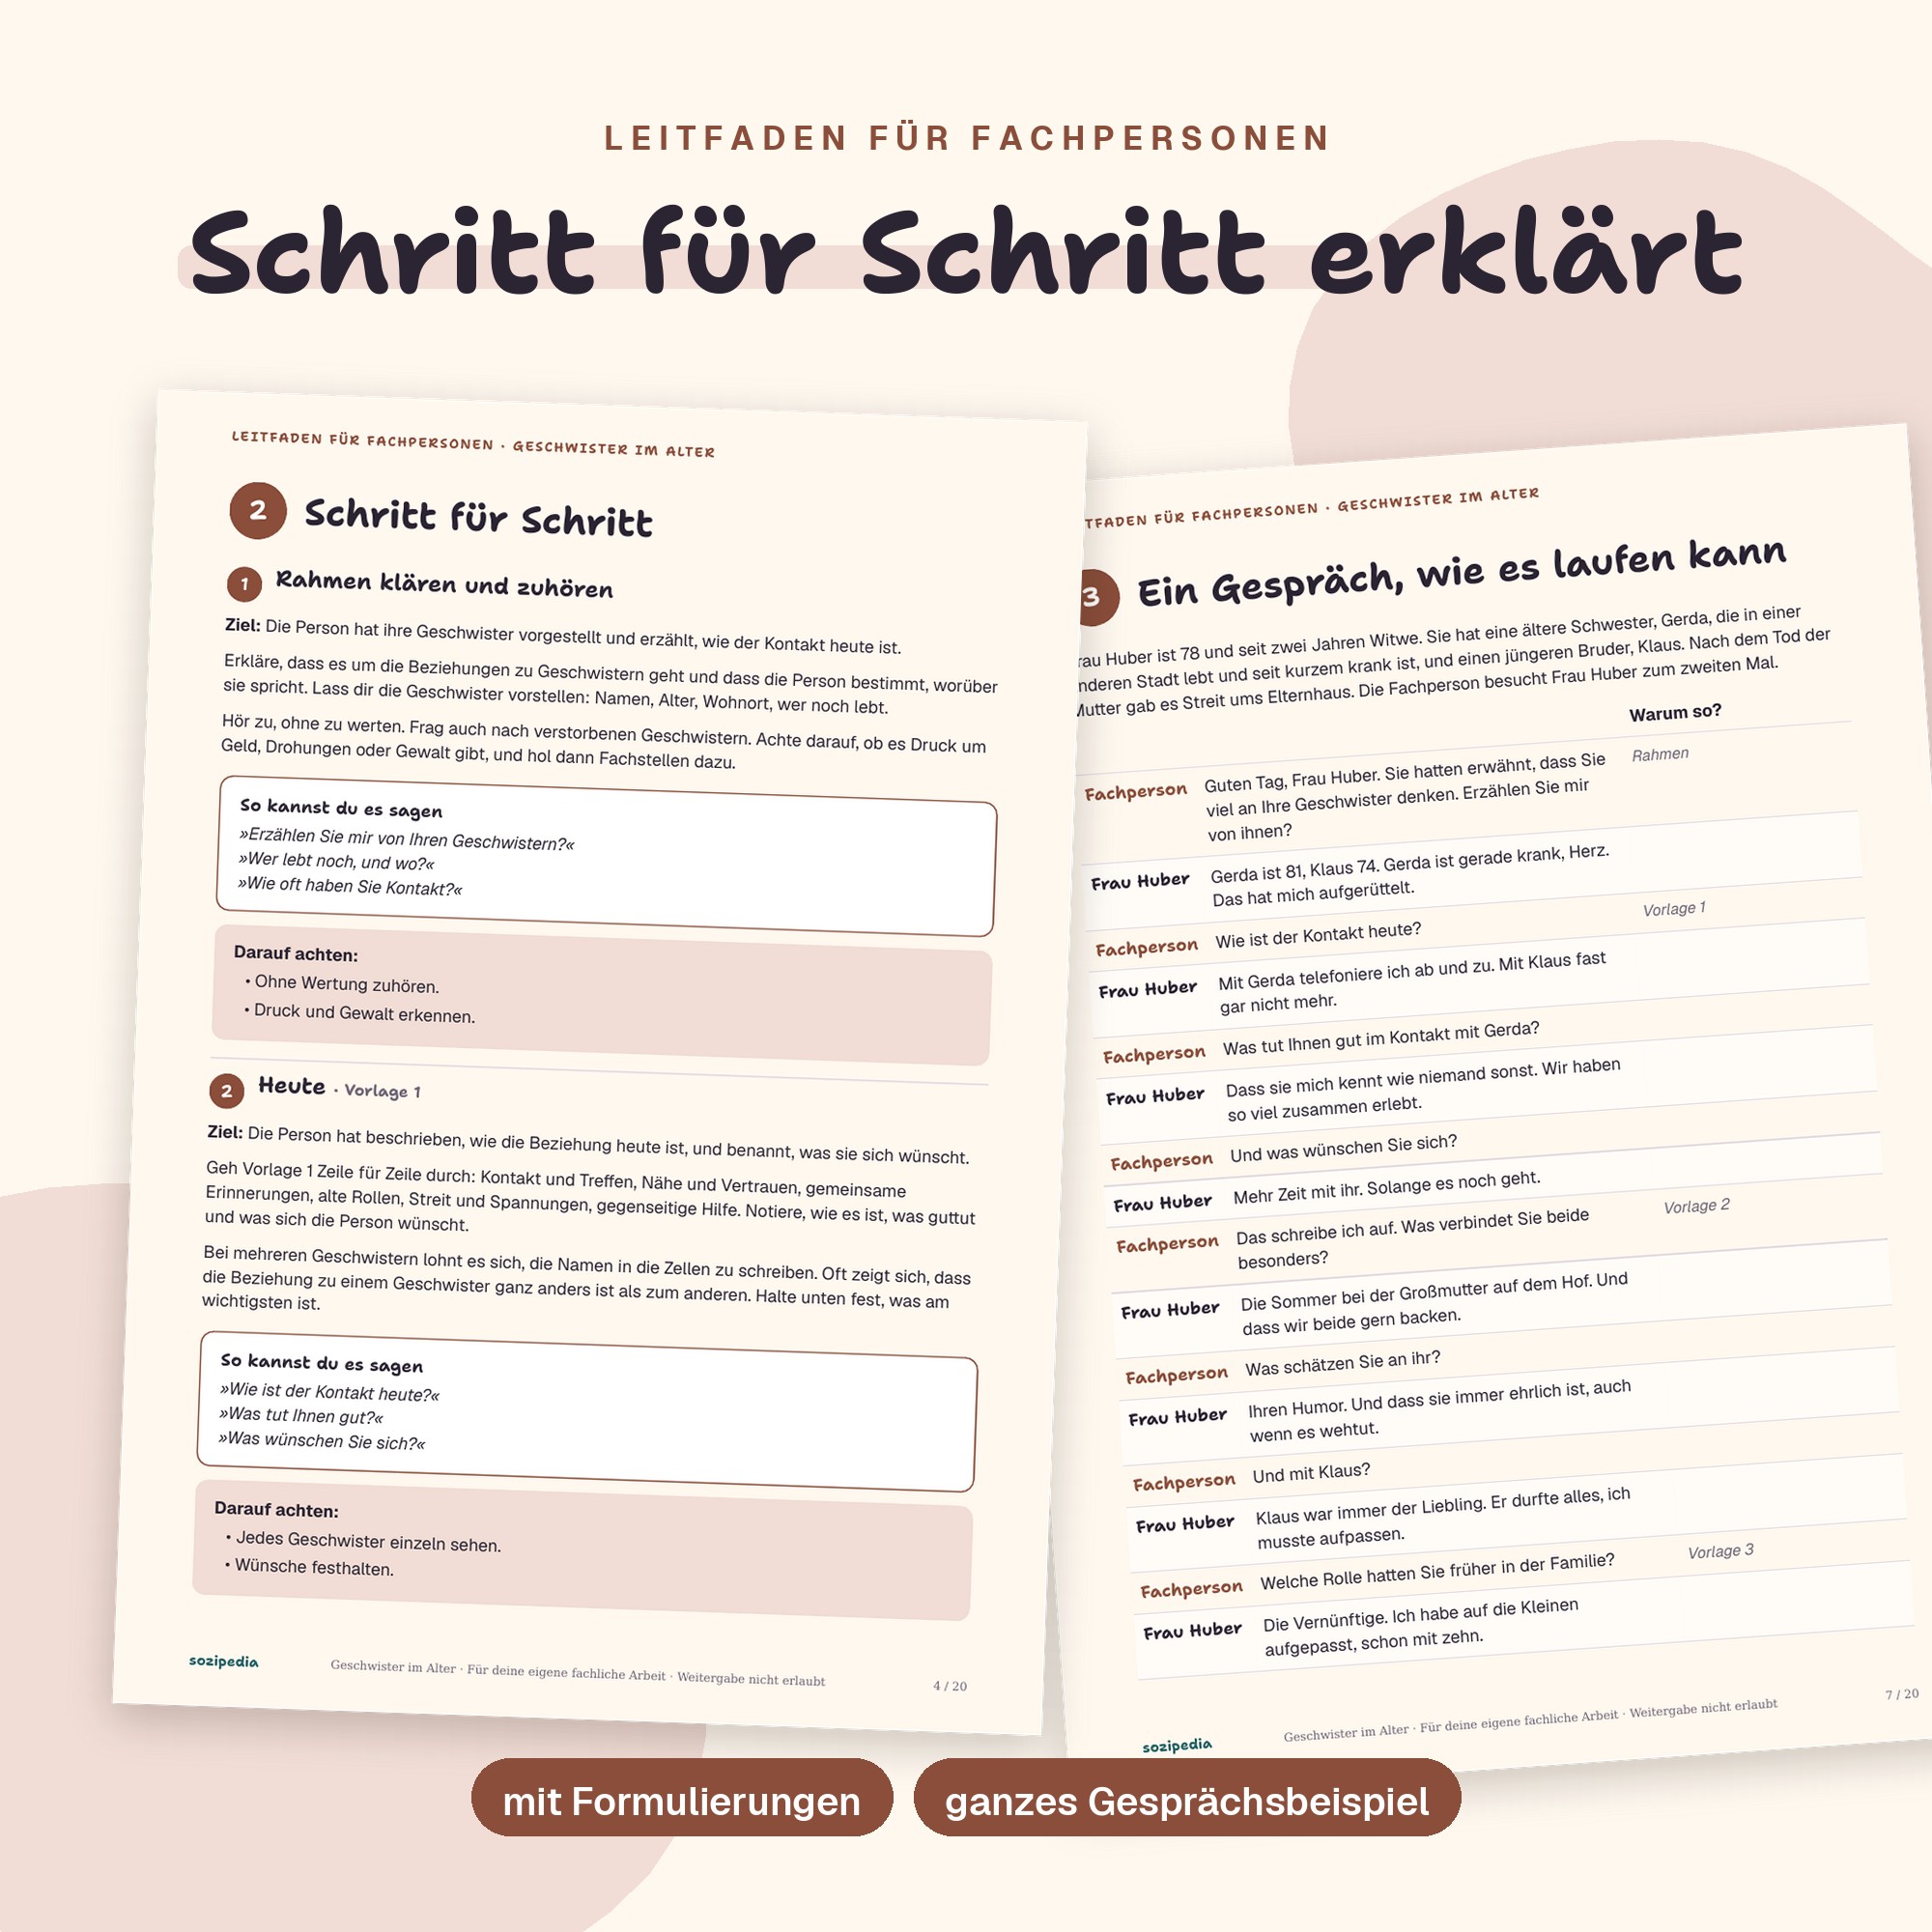 LEITFADEN FÜR FACHPERSONEN
Schritt für Schritt erklärt
LEITFADEN FÜR FACHPERSONEN · GESCHWISTER IM ALTER
2 Schritt für Schritt
1 Rahmen klären und zuhören
Ziel: Die Person hat ihre Geschwister vorgestellt und erzählt, wie der Kontakt heute ist.
Erkläre, dass es um die Beziehungen zu Geschwistern geht und dass die Person bestimmt, worüber
sie spricht. Lass dir die Geschwister vorstellen: Namen, Alter, Wohnort, wer noch lebt.
Hör zu, ohne zu werten. Frag auch nach verstorbenen Geschwistern. Achte darauf, ob es Druck um
Geld, Drohungen oder Gewalt gibt, und hol dann Fachstellen dazu.
So kannst du es sagen
»Erzählen Sie mir von Ihren Geschwistern?«
»Wer lebt noch, und wo?«
»Wie oft haben Sie Kontakt?«
Darauf achten:
• Ohne Wertung zuhören.
• Druck und Gewalt erkennen.
2 Heute · Vorlage 1
Ziel: Die Person hat beschrieben, wie die Beziehung heute ist, und benannt, was sie sich wünscht.
Geh Vorlage 1 Zeile für Zeile durch: Kontakt und Treffen, Nähe und Vertrauen, gemeinsame
Erinnerungen, alte Rollen, Streit und Spannungen, gegenseitige Hilfe. Notiere, wie es ist, was guttut
und was sich die Person wünscht.
Bei mehreren Geschwistern lohnt es sich, die Namen in die Zellen zu schreiben. Oft zeigt sich, dass
die Beziehung zu einem Geschwister ganz anders ist als zum anderen. Halte unten fest, was am
wichtigsten ist.
So kannst du es sagen
»Wie ist der Kontakt heute?«
»Was tut Ihnen gut?«
»Was wünschen Sie sich?«
Darauf achten:
• Jedes Geschwister einzeln sehen.
• Wünsche festhalten.
sozipedia Geschwister im Alter · Für deine eigene fachliche Arbeit · Weitergabe nicht erlaubt 4 / 20
TFADEN FÜR FACHPERSONEN · GESCHWISTER IM ALTER
3 Ein Gespräch, wie es laufen kann
rau Huber ist 78 und seit zwei Jahren Witwe. Sie hat eine ältere Schwester, Gerda, die in einer
nderen Stadt lebt und seit kurzem krank ist, und einen jüngeren Bruder, Klaus. Nach dem Tod der
Mutter gab es Streit ums Elternhaus. Die Fachperson besucht Frau Huber zum zweiten Mal.
Warum so?
Fachperson Guten Tag, Frau Huber. Sie hatten erwähnt, dass Sie Rahmen
viel an Ihre Geschwister denken. Erzählen Sie mir
von ihnen?
Frau Huber Gerda ist 81, Klaus 74. Gerda ist gerade krank, Herz.
Das hat mich aufgerüttelt.
Fachperson Wie ist der Kontakt heute? Vorlage 1
Frau Huber Mit Gerda telefoniere ich ab und zu. Mit Klaus fast
gar nicht mehr.
Fachperson Was tut Ihnen gut im Kontakt mit Gerda?
Frau Huber Dass sie mich kennt wie niemand sonst. Wir haben
so viel zusammen erlebt.
Fachperson Und was wünschen Sie sich?
Frau Huber Mehr Zeit mit ihr. Solange es noch geht.
Fachperson Das schreibe ich auf. Was verbindet Sie beide Vorlage 2
besonders?
Frau Huber Die Sommer bei der Großmutter auf dem Hof. Und
dass wir beide gern backen.
Fachperson Was schätzen Sie an ihr?
Frau Huber Ihren Humor. Und dass sie immer ehrlich ist, auch
wenn es wehtut.
Fachperson Und mit Klaus?
Frau Huber Klaus war immer der Liebling. Er durfte alles, ich
musste aufpassen.
Fachperson Welche Rolle hatten Sie früher in der Familie? Vorlage 3
Frau Huber Die Vernünftige. Ich habe auf die Kleinen
aufgepasst, schon mit zehn.
sozipedia Geschwister im Alter · Für deine eigene fachliche Arbeit · Weitergabe nicht erlaubt 7 / 20
mit Formulierungen
ganzes Gesprächsbeispiel